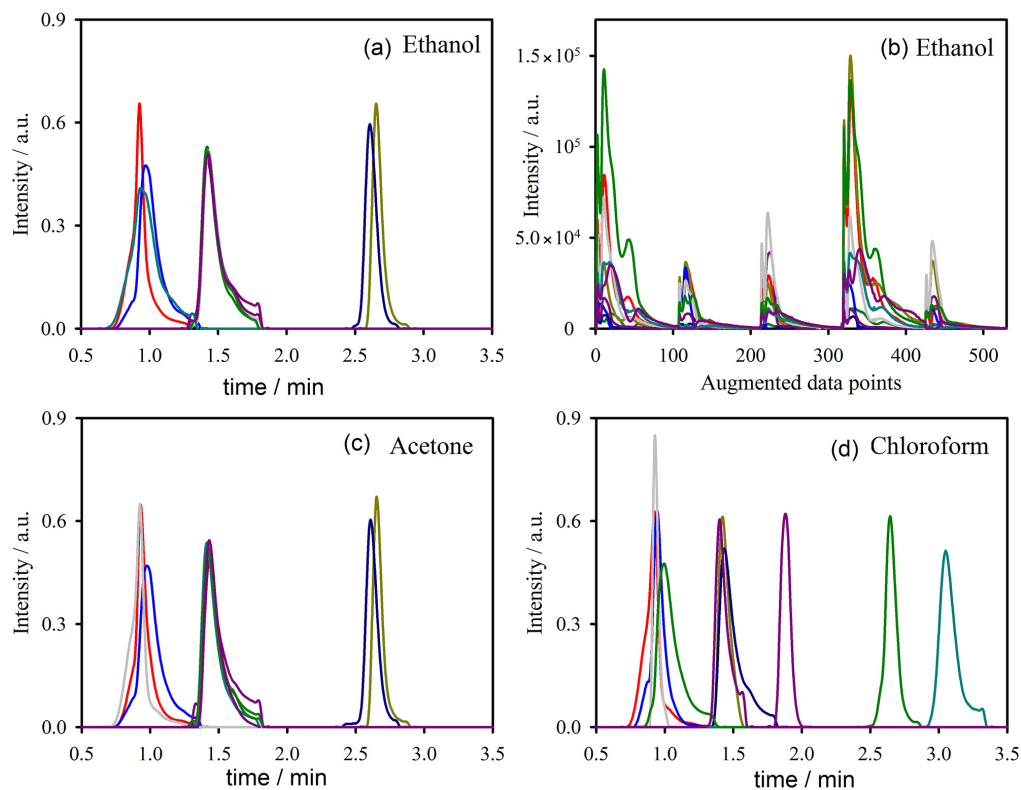 (a) Ethanol
Intensity / a.u.
0.9
0.6
0.3
0.0
0.5 1.0 1.5 2.0 2.5 3.0 3.5
time / min
(b) Ethanol
Intensity / a.u.
1.5×10⁵
10⁵
5.0×10⁴
0
0 100 200 300 400 500
Augmented data points
(c) Acetone
Intensity / a.u.
0.9
0.6
0.3
0.0
0.5 1.0 1.5 2.0 2.5 3.0 3.5
time / min
(d) Chloroform
Intensity / a.u.
0.9
0.6
0.3
0.0
0.5 1.0 1.5 2.0 2.5 3.0 3.5
time / min